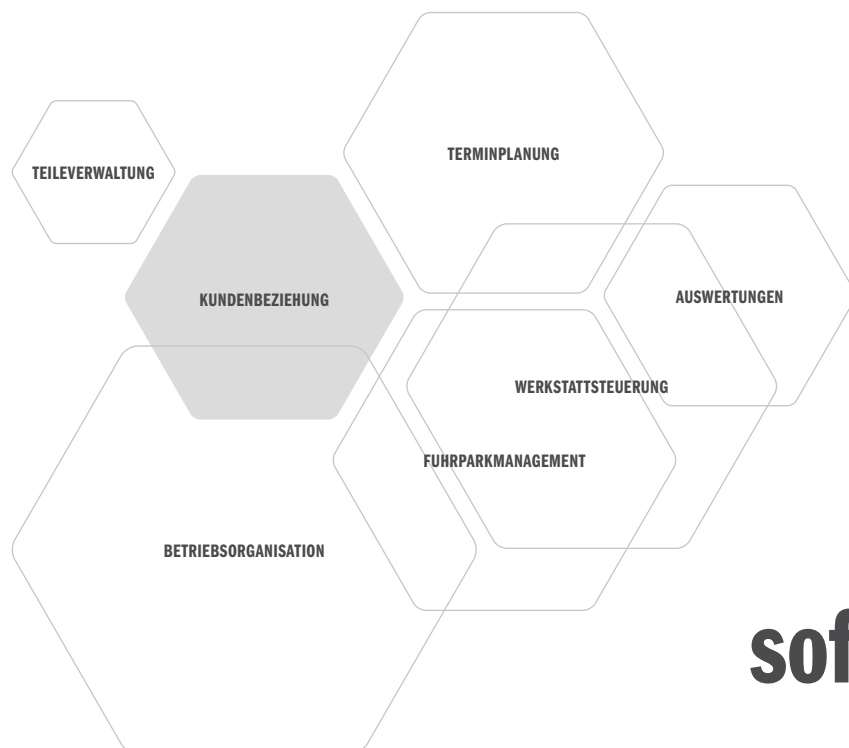 TERMINPLANUNG
TEILEVERWALTUNG
KUNDENBEZIEHUNG
AUSWERTUNGEN
WERKSTATTSTEUERUNG
FUHRPARKMANAGEMENT
BETRIEBSORGANISATION
sof